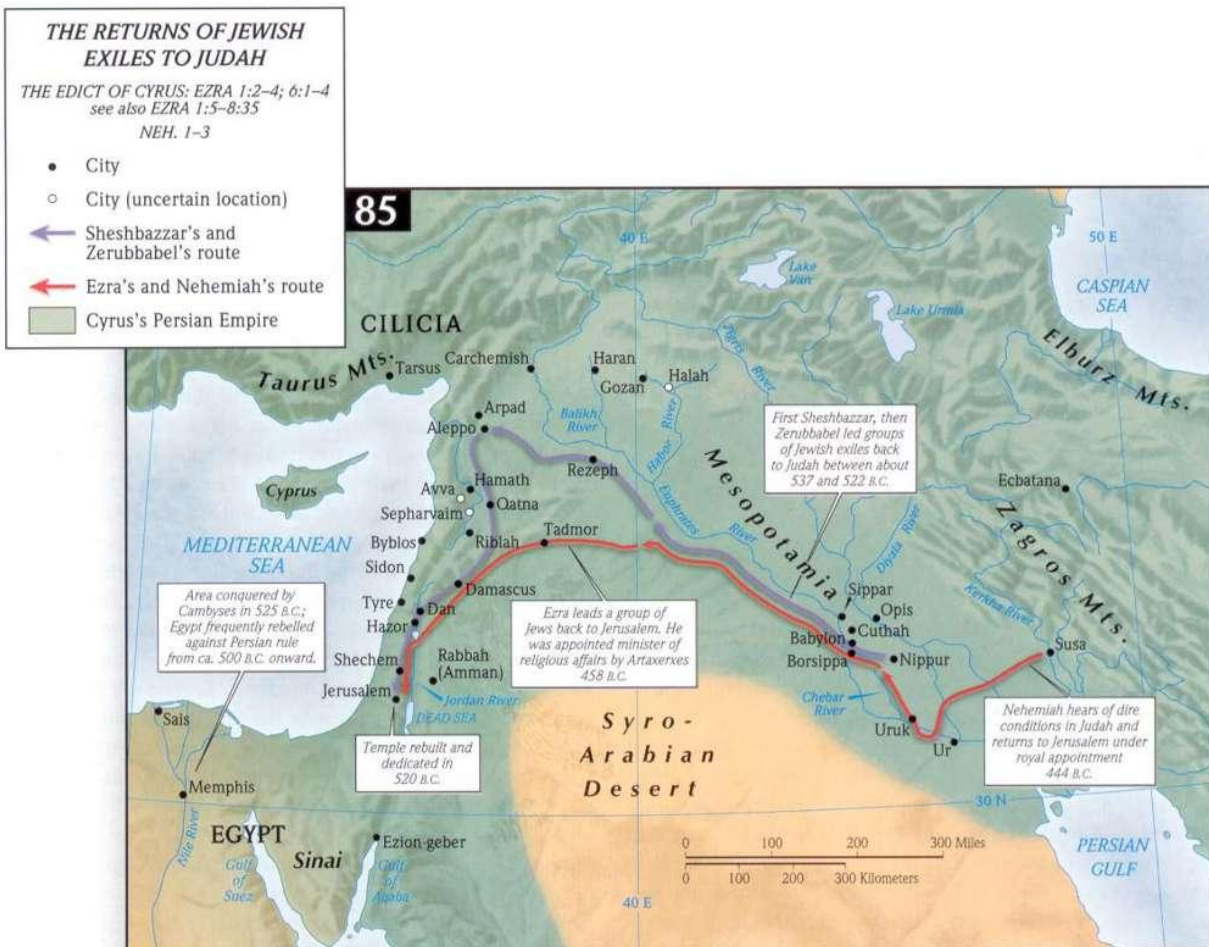 THE RETURNS OF JEWISH
EXILES TO JUDAH
THE EDICT OF CYRUS: EZRA 1:2–4; 6:1–4
see also EZRA 1:5–8:35
NEH. 1–3
City
City (uncertain location)
Sheshbazzar's and
Zerubbabel's route
Ezra's and Nehemiah's route
Cyrus's Persian Empire
85
40 E
50 E
Lake
Van
Lake Urmia
CASPIAN
SEA
CILICIA
Taurus Mts.
Tarsus
Carchemish
Haran
Gozan
Halah
Tigris
River
Elburz Mts.
Arpad
Aleppo
Balikh
River
Habor River
Rezeph
First Sheshbazzar, then
Zerubbabel led groups
of Jewish exiles back
to Judah between about
537 and 522 B.C.
Mesopotamia
Ecbatana
Zagros Mts.
Cyprus
Avva
Hamath
Qatna
Sepharvaim
Riblah
Byblos
Euphrates
River
Diyala River
Kerkha River
MEDITERRANEAN
SEA
Tadmor
Sidon
Damascus
Tyre
Dan
Hazor
Area conquered by
Cambyses in 525 B.C.;
Egypt frequently rebelled
against Persian rule
from ca. 500 B.C. onward.
Ezra leads a group of
Jews back to Jerusalem. He
was appointed minister of
religious affairs by Artaxerxes
458 B.C.
Sippar
Opis
Cuthah
Babylon
Borsippa
Nippur
Susa
Shechem
Rabbah
(Amman)
Jerusalem
Jordan River
DEAD SEA
Chebar
River
Uruk
Ur
Nehemiah hears of dire
conditions in Judah and
returns to Jerusalem under
royal appointment
444 B.C.
Sais
Temple rebuilt and
dedicated in
520 B.C.
Syro-
Arabian
Desert
Memphis
30 N
Nile River
EGYPT
Sinai
Ezion-geber
Gulf
of
Suez
Gulf
of
Aqaba
0 100 200 300 Miles
0 100 200 300 Kilometers
PERSIAN
GULF
40 E